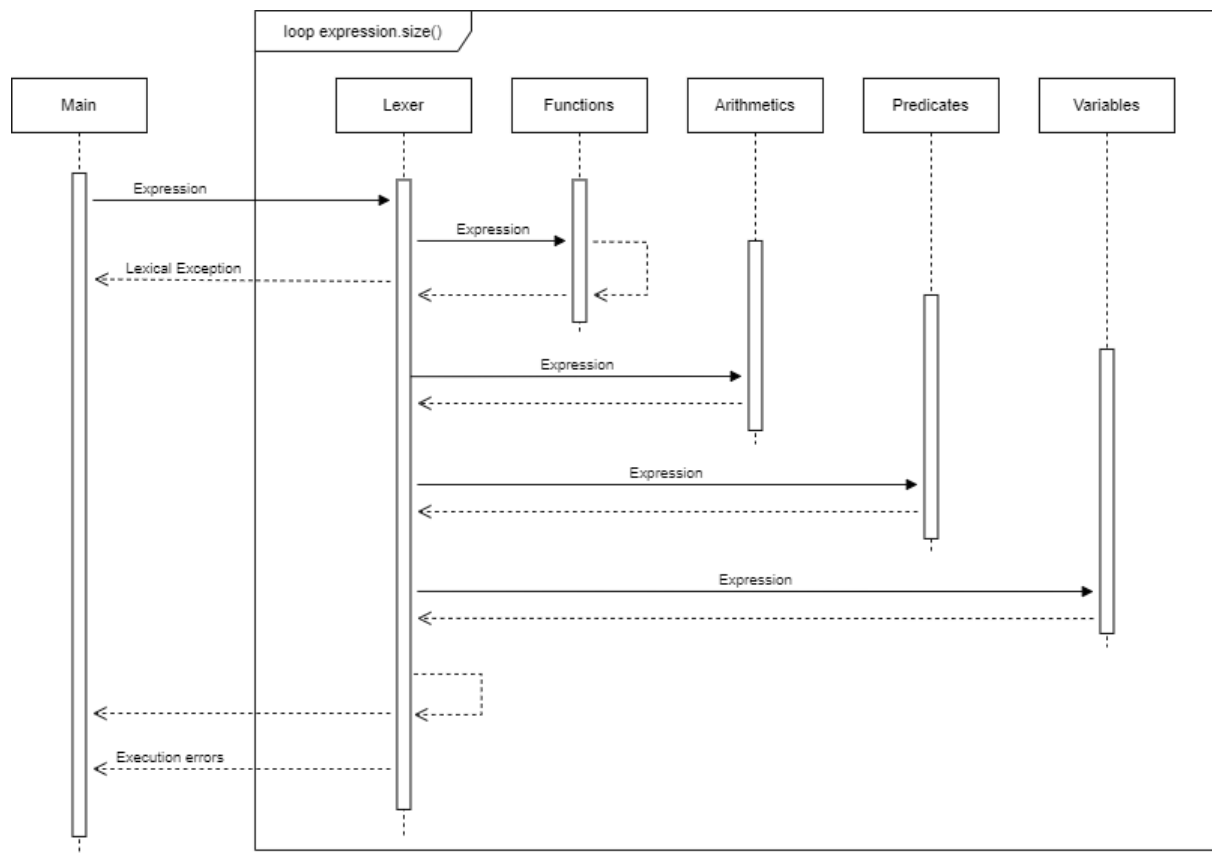 loop expression.size()
Main
Lexer
Functions
Arithmetics
Predicates
Variables
Expression
Expression
Lexical Exception
Expression
Expression
Expression
Execution errors